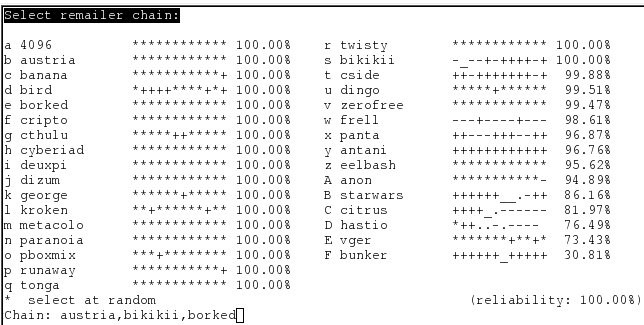 Select remailer chain:
a 4096 ************ 100.00% r twisty ************ 100.00%
b austria ************ 100.00% s bikikii -_--+-++++-+ 100.00%
c banana ***********+ 100.00% t cside ++-++++++++-+ 99.88%
d bird *++++****+*+ 100.00% u dingo *****+****** 99.51%
e borked ************ 100.00% v zerofree ************ 99.47%
f cripto ************ 100.00% w frell ---+----+--- 98.61%
g cthulu *****++***** 100.00% x panta ++---+++--++ 96.87%
h cyberiad ************ 100.00% y antani ++++++++++++ 96.76%
i deuxpi ************ 100.00% z eelbash ************ 95.62%
j dizum ************ 100.00% A anon ***********- 94.89%
k george ******+***** 100.00% B starwars ++++++__.-++ 86.16%
l kroken **+******+** 100.00% C citrus ++++_.------ 81.97%
m metacolo ************ 100.00% D hastio *++..-.---- 76.49%
n paranoia ************ 100.00% E vger *******+**+* 73.43%
o pboxmix ***+******** 100.00% F bunker ++++++_+++++ 30.81%
p runaway ***********+ 100.00%
q tonga ************ 100.00%
* select at random (reliability: 100.00%)
Chain: austria,bikikii,borked